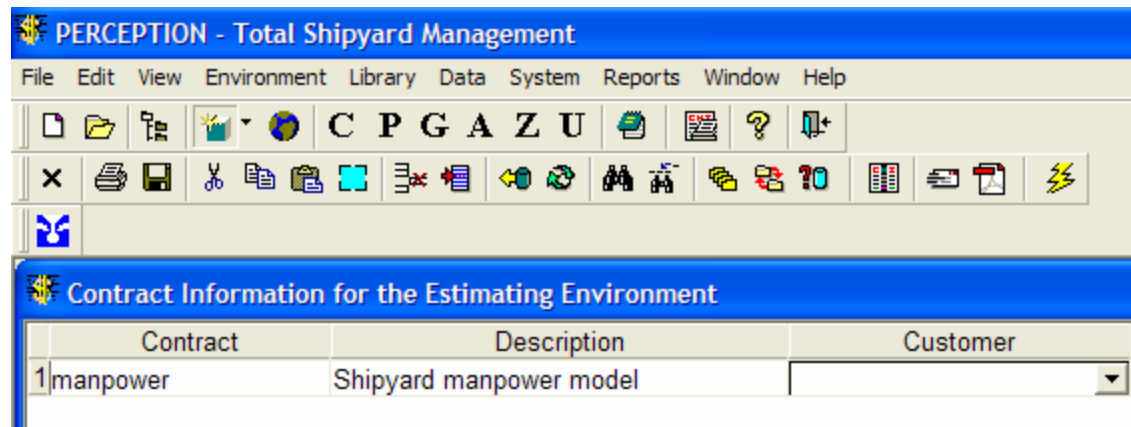 PERCEPTION - Total Shipyard Management
File Edit View Environment Library Data System Reports Window Help
C P G A Z U
Contract Information for the Estimating Environment
Contract Description Customer
1 manpower Shipyard manpower model